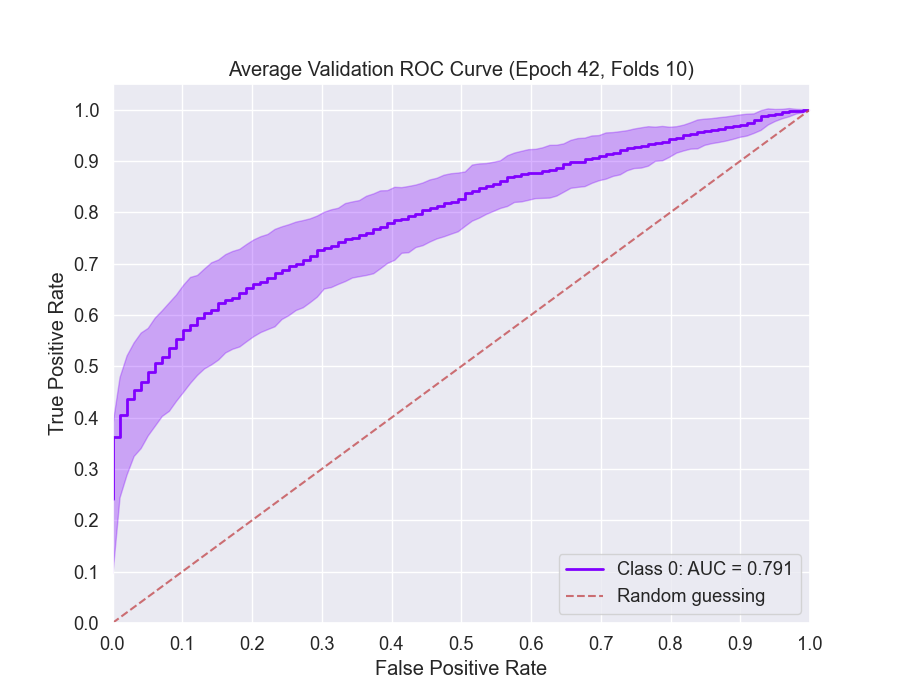 Average Validation ROC Curve (Epoch 42, Folds 10)
True Positive Rate
1.0
0.9
0.8
0.7
0.6
0.5
0.4
0.3
0.2
0.1
0.0
Class 0: AUC = 0.791
Random guessing
0.0 0.1 0.2 0.3 0.4 0.5 0.6 0.7 0.8 0.9 1.0
False Positive Rate